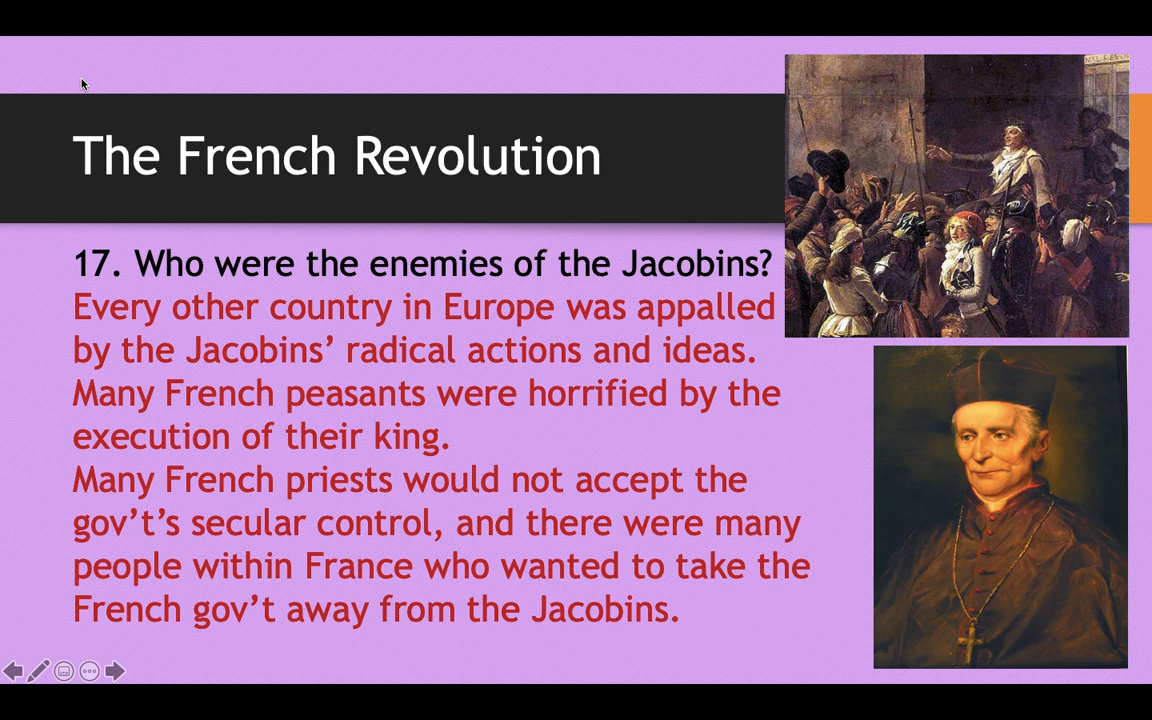 The French Revolution
17. Who were the enemies of the Jacobins?
Every other country in Europe was appalled
by the Jacobins’ radical actions and ideas.
Many French peasants were horrified by the
execution of their king.
Many French priests would not accept the
gov’t’s secular control, and there were many
people within France who wanted to take the
French gov’t away from the Jacobins.